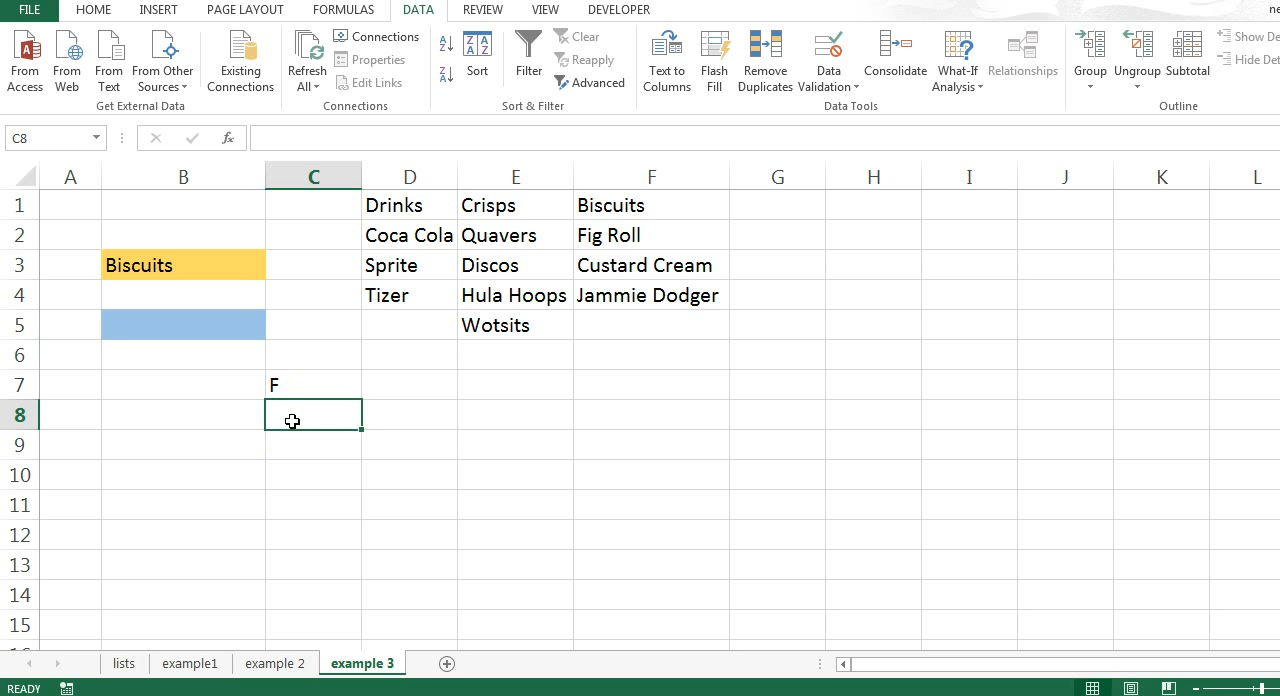 FILE HOME INSERT PAGE LAYOUT FORMULAS DATA REVIEW VIEW DEVELOPER ne
From Access
From Web
From Text
From Other Sources
Existing Connections
Get External Data
Refresh All
Connections
Properties
Edit Links
Connections
Sort
Filter
Clear
Reapply
Advanced
Sort & Filter
Text to Columns
Flash Fill
Remove Duplicates
Data Validation
Consolidate
What-If Analysis
Relationships
Data Tools
Group
Ungroup
Subtotal
Show De
Hide Det
Outline
C8 fx
A B C D E F G H I J K L
1 Drinks Crisps Biscuits
2 Coca Cola Quavers Fig Roll
3 Biscuits Sprite Discos Custard Cream
4 Tizer Hula Hoops Jammie Dodger
5 Wotsits
6
7 F
8
9
10
11
12
13
14
15
lists example1 example 2 example 3
READY